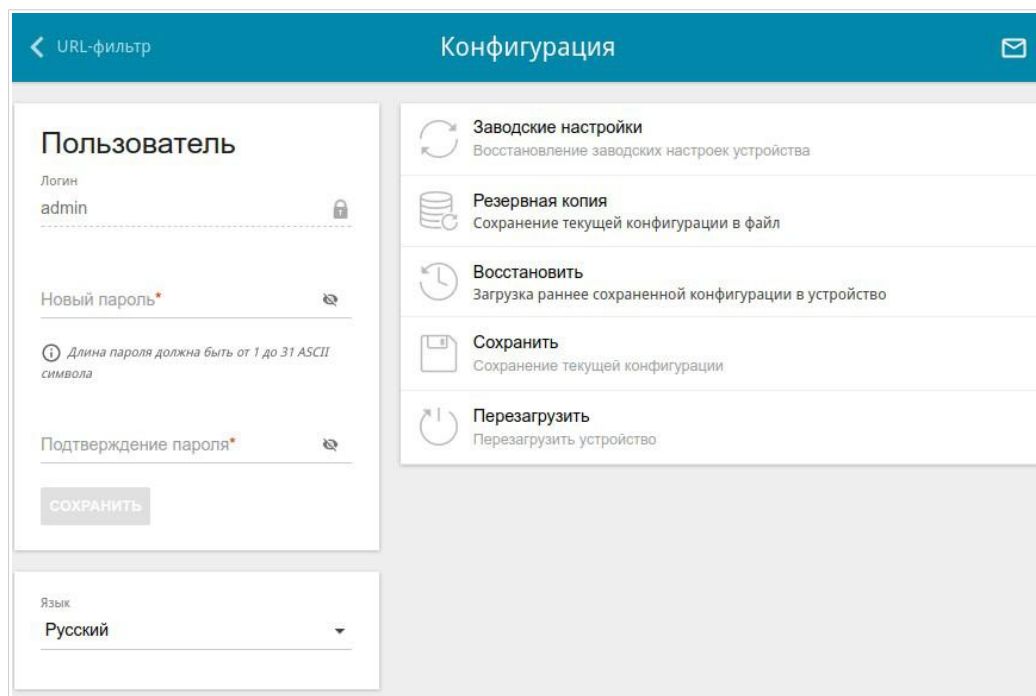 URL-фильтр
Конфигурация
Пользователь
Логин
admin
Новый пароль*
Длина пароля должна быть от 1 до 31 ASCII
символа
Подтверждение пароля*
СОХРАНИТЬ
Язык
Русский
Заводские настройки
Восстановление заводских настроек устройства
Резервная копия
Сохранение текущей конфигурации в файл
Восстановить
Загрузка раннее сохраненной конфигурации в устройство
Сохранить
Сохранение текущей конфигурации
Перезагрузить
Перезагрузить устройство